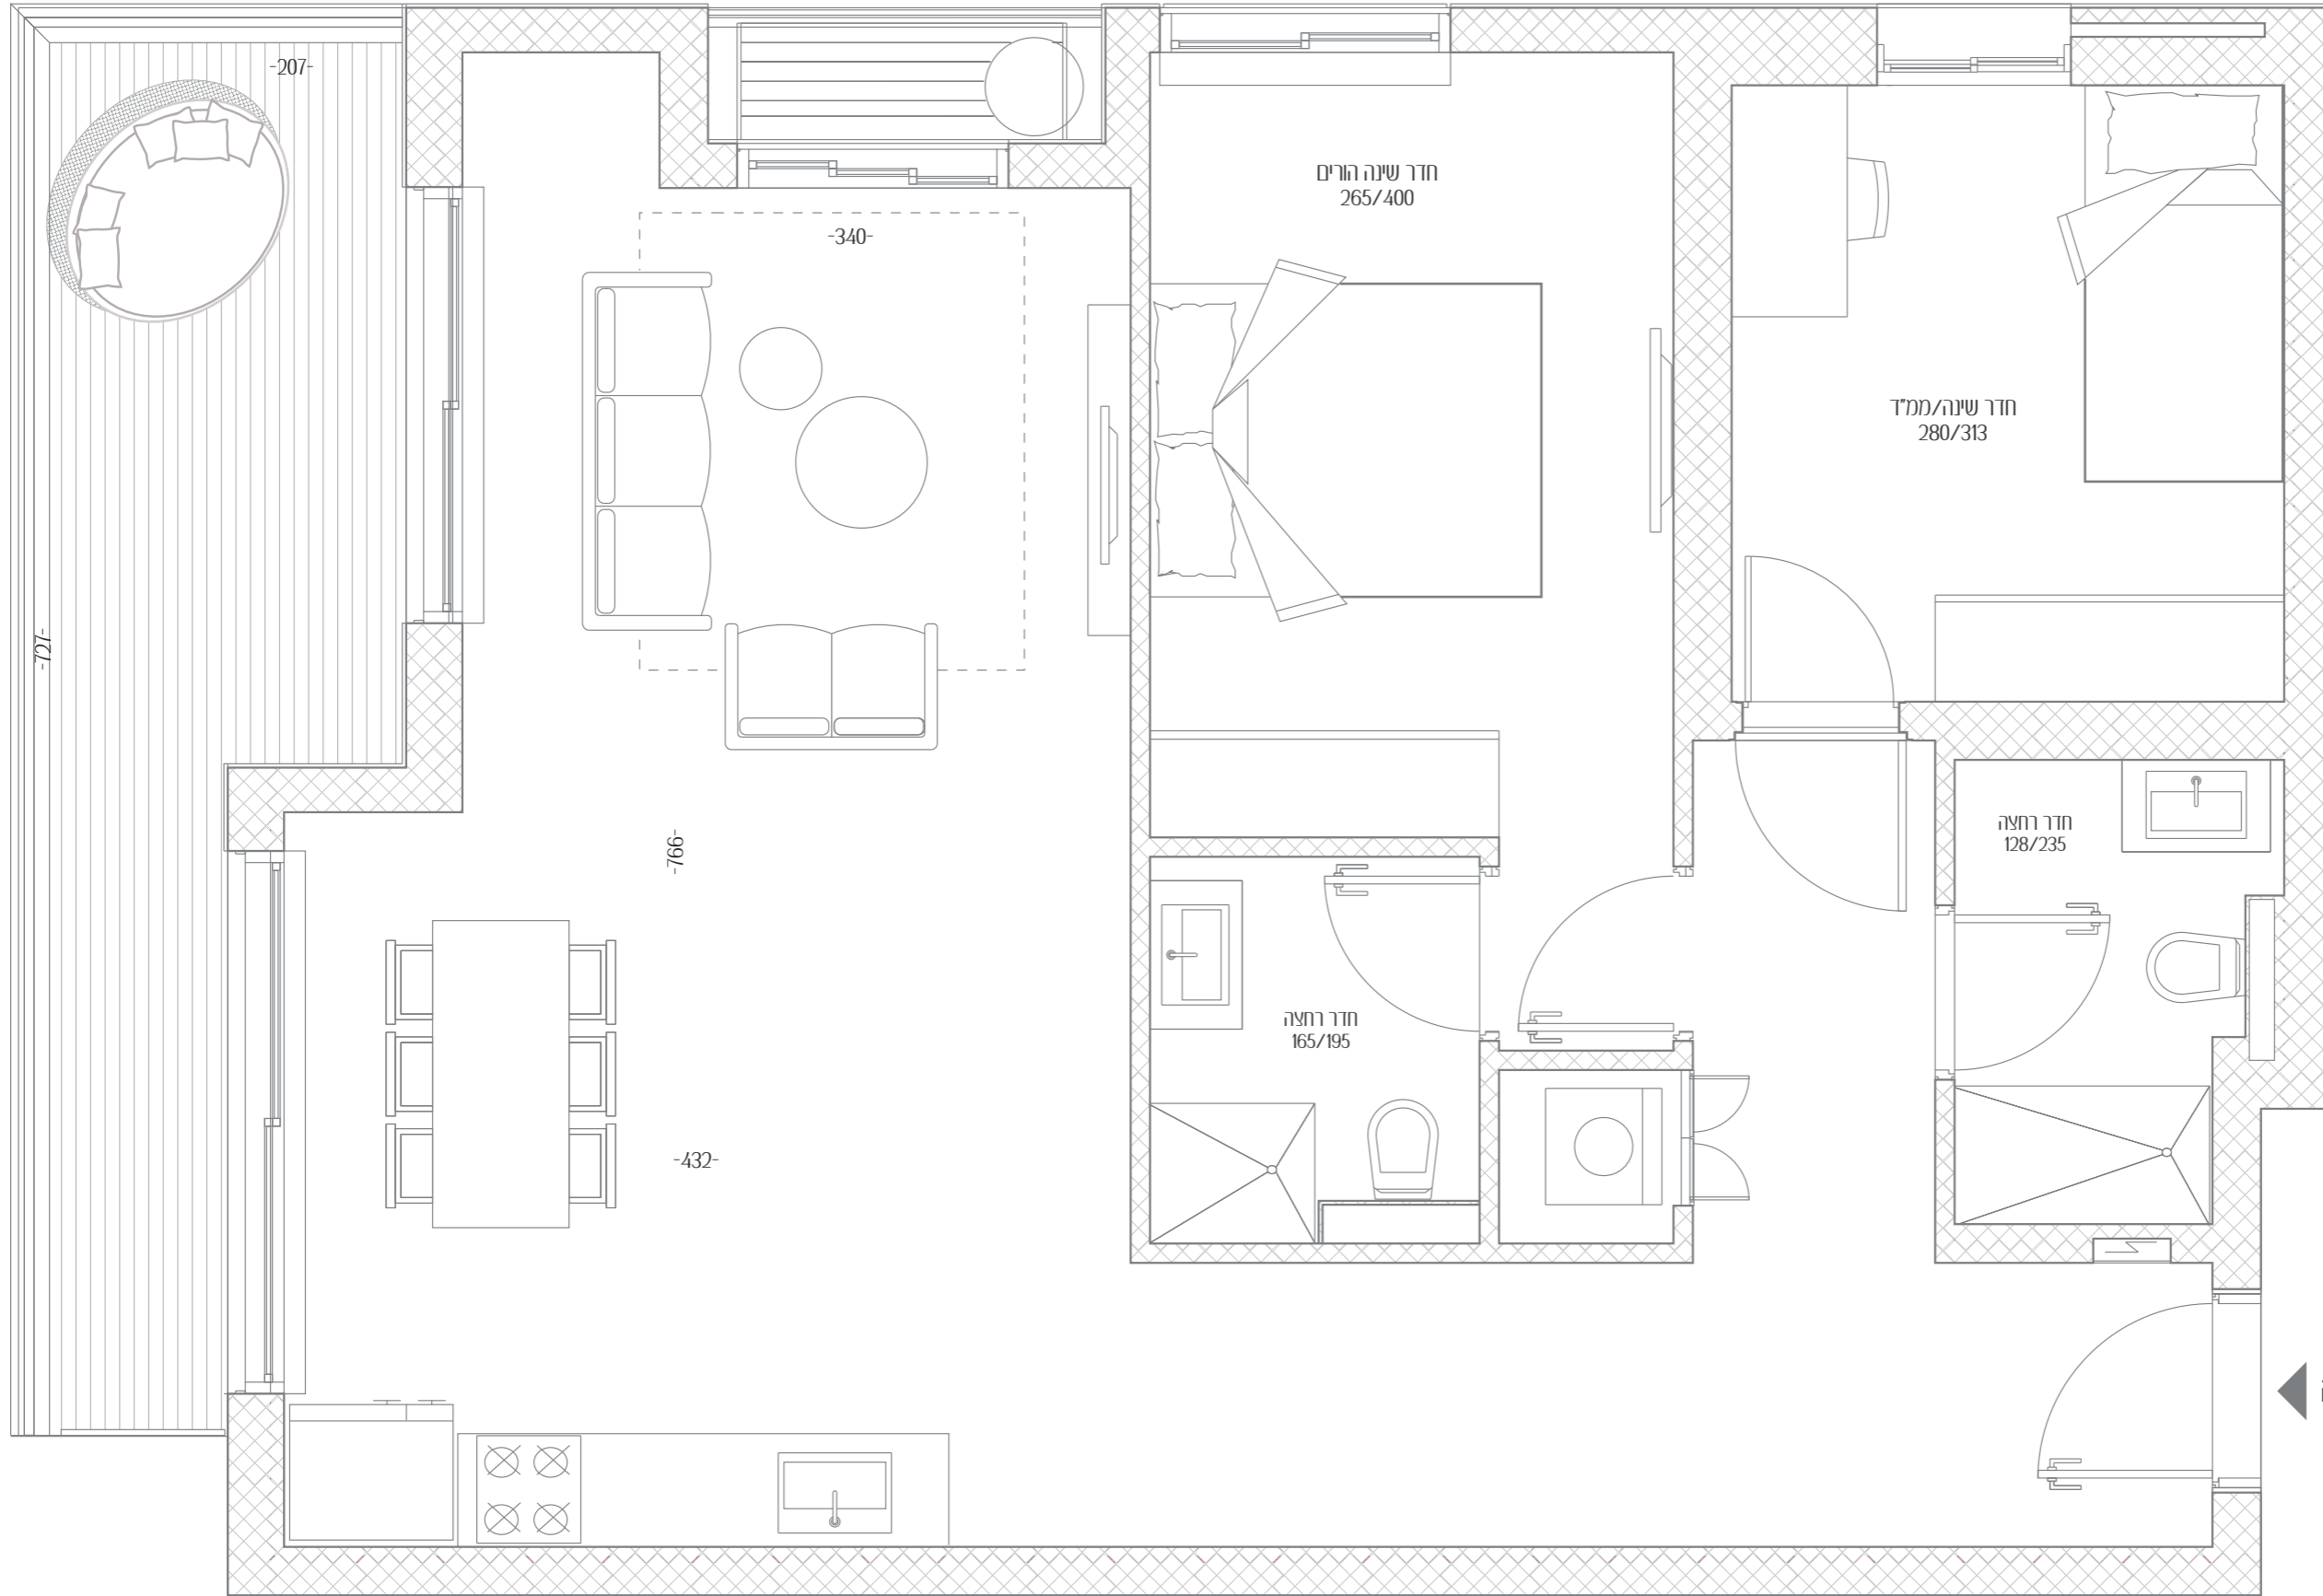 -207-
חדר שינה הורים
265/400
-340-
חדר שינה/ממ"ד
280/313
-727-
חדר רחצה
128/235
-766-
חדר רחצה
165/195
-432-